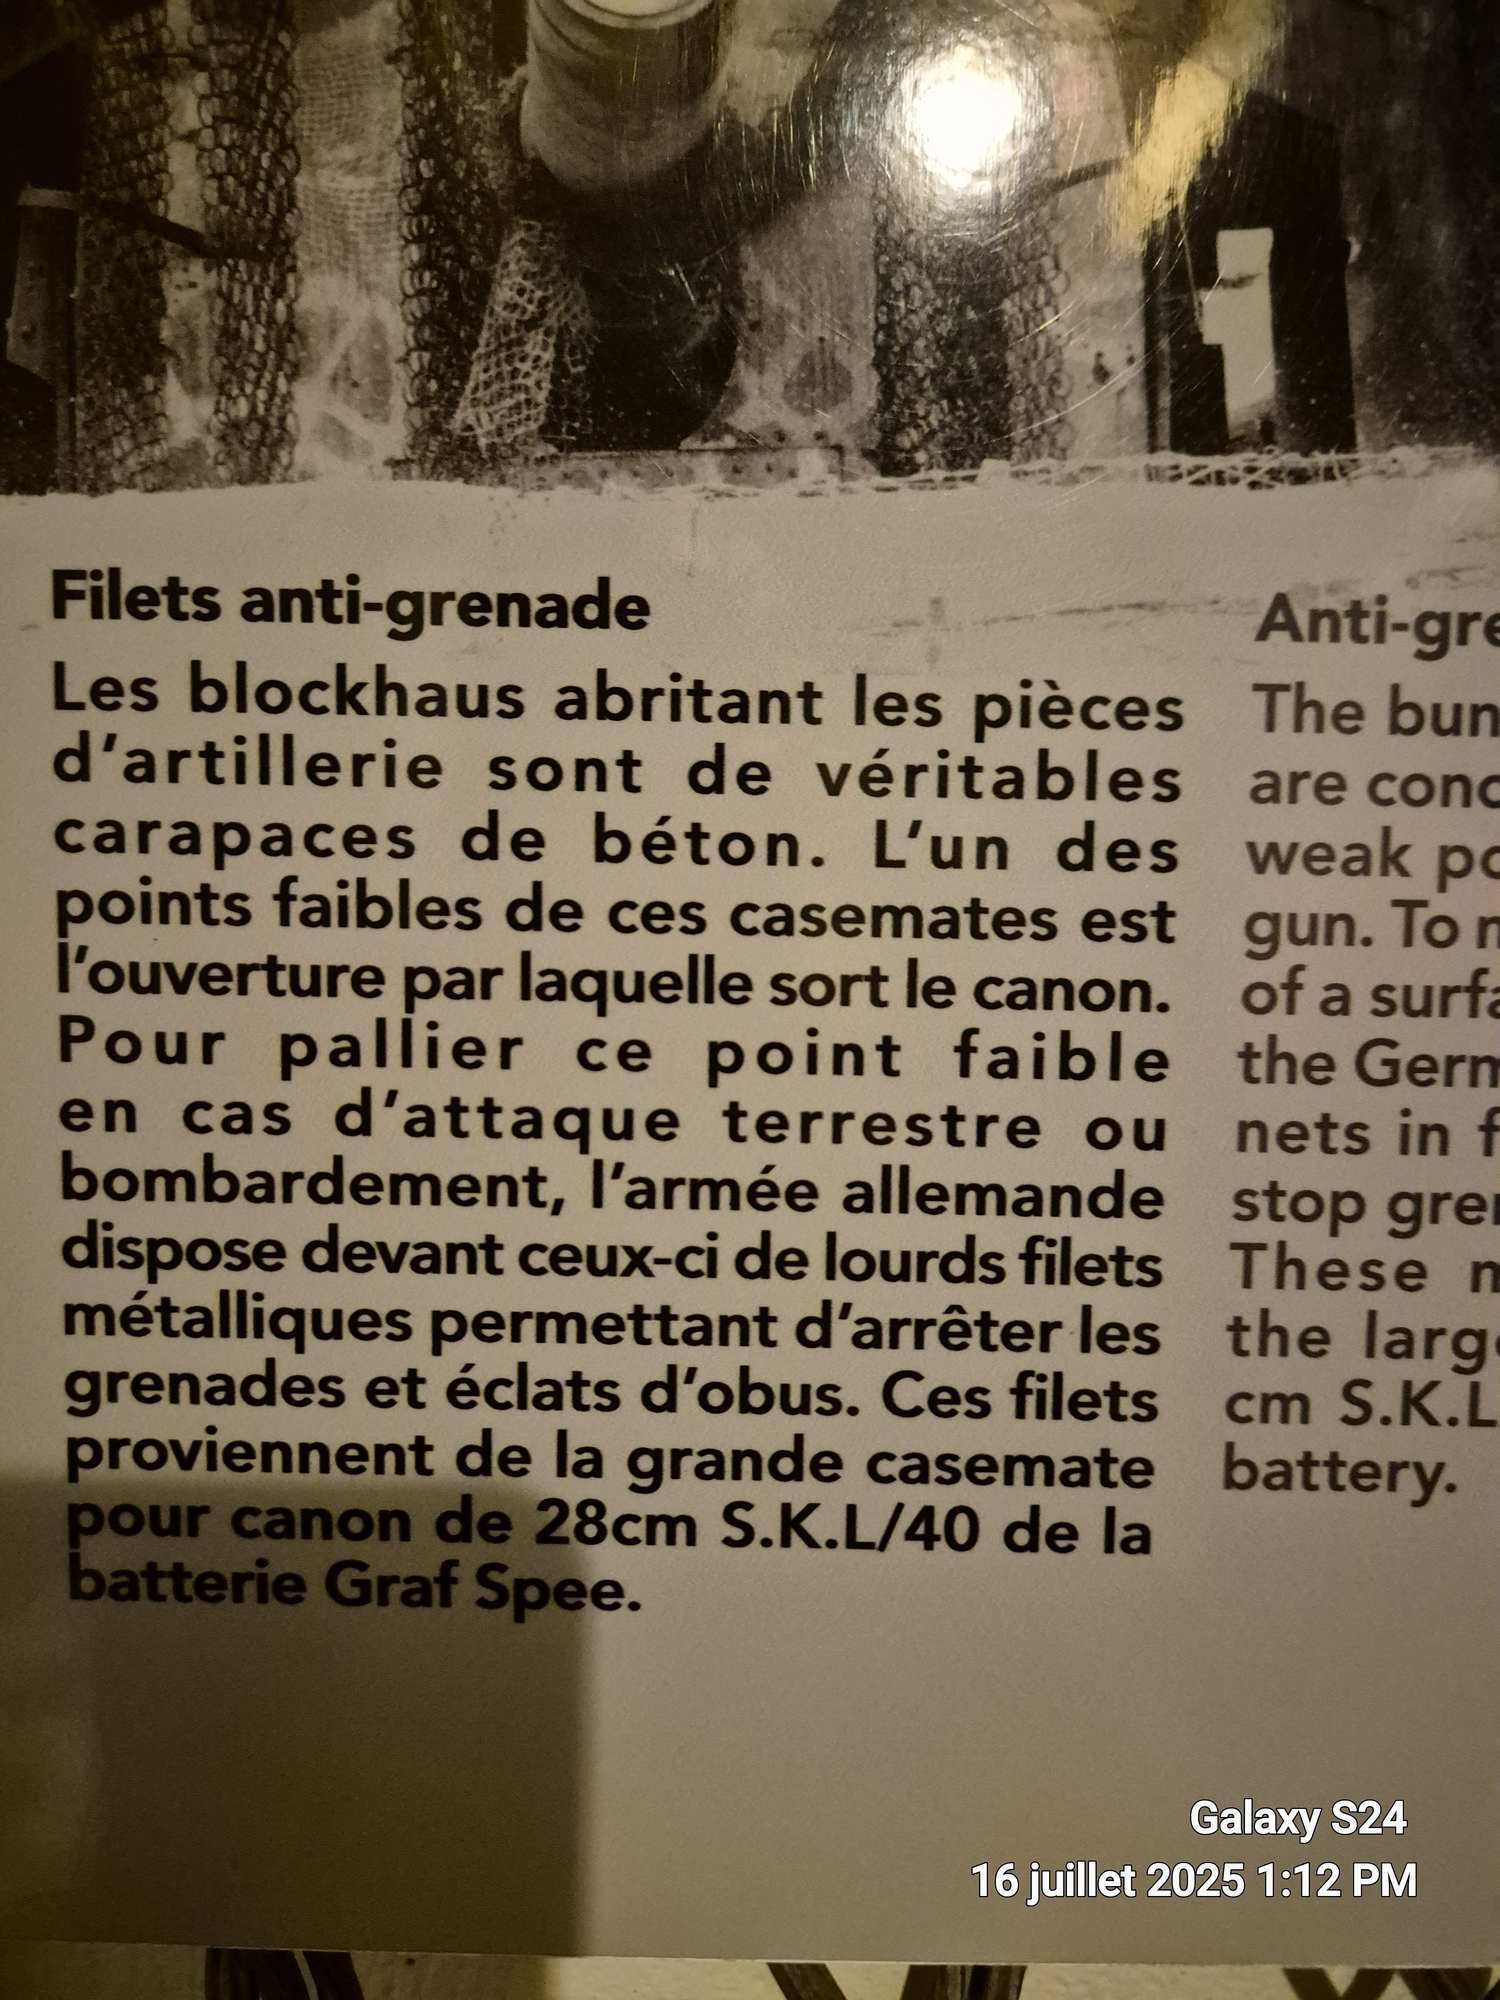 Filets anti-grenade
Les blockhaus abritant les pièces
d'artillerie sont de véritables
carapaces de béton. L'un des
points faibles de ces casemates est
l'ouverture par laquelle sort le canon.
Pour pallier ce point faible
en cas d'attaque terrestre ou
bombardement, l'armée allemande
dispose devant ceux-ci de lourds filets
métalliques permettant d'arrêter les
grenades et éclats d'obus. Ces filets
proviennent de la grande casemate
pour canon de 28cm S.K.L/40 de la
batterie Graf Spee.
Anti-gre
The bun
are conc
weak po
gun. To m
of a surfa
the Germ
nets in f
stop gren
These m
the large
cm S.K.L
battery.
Galaxy S24
16 juillet 2025 1:12 PM